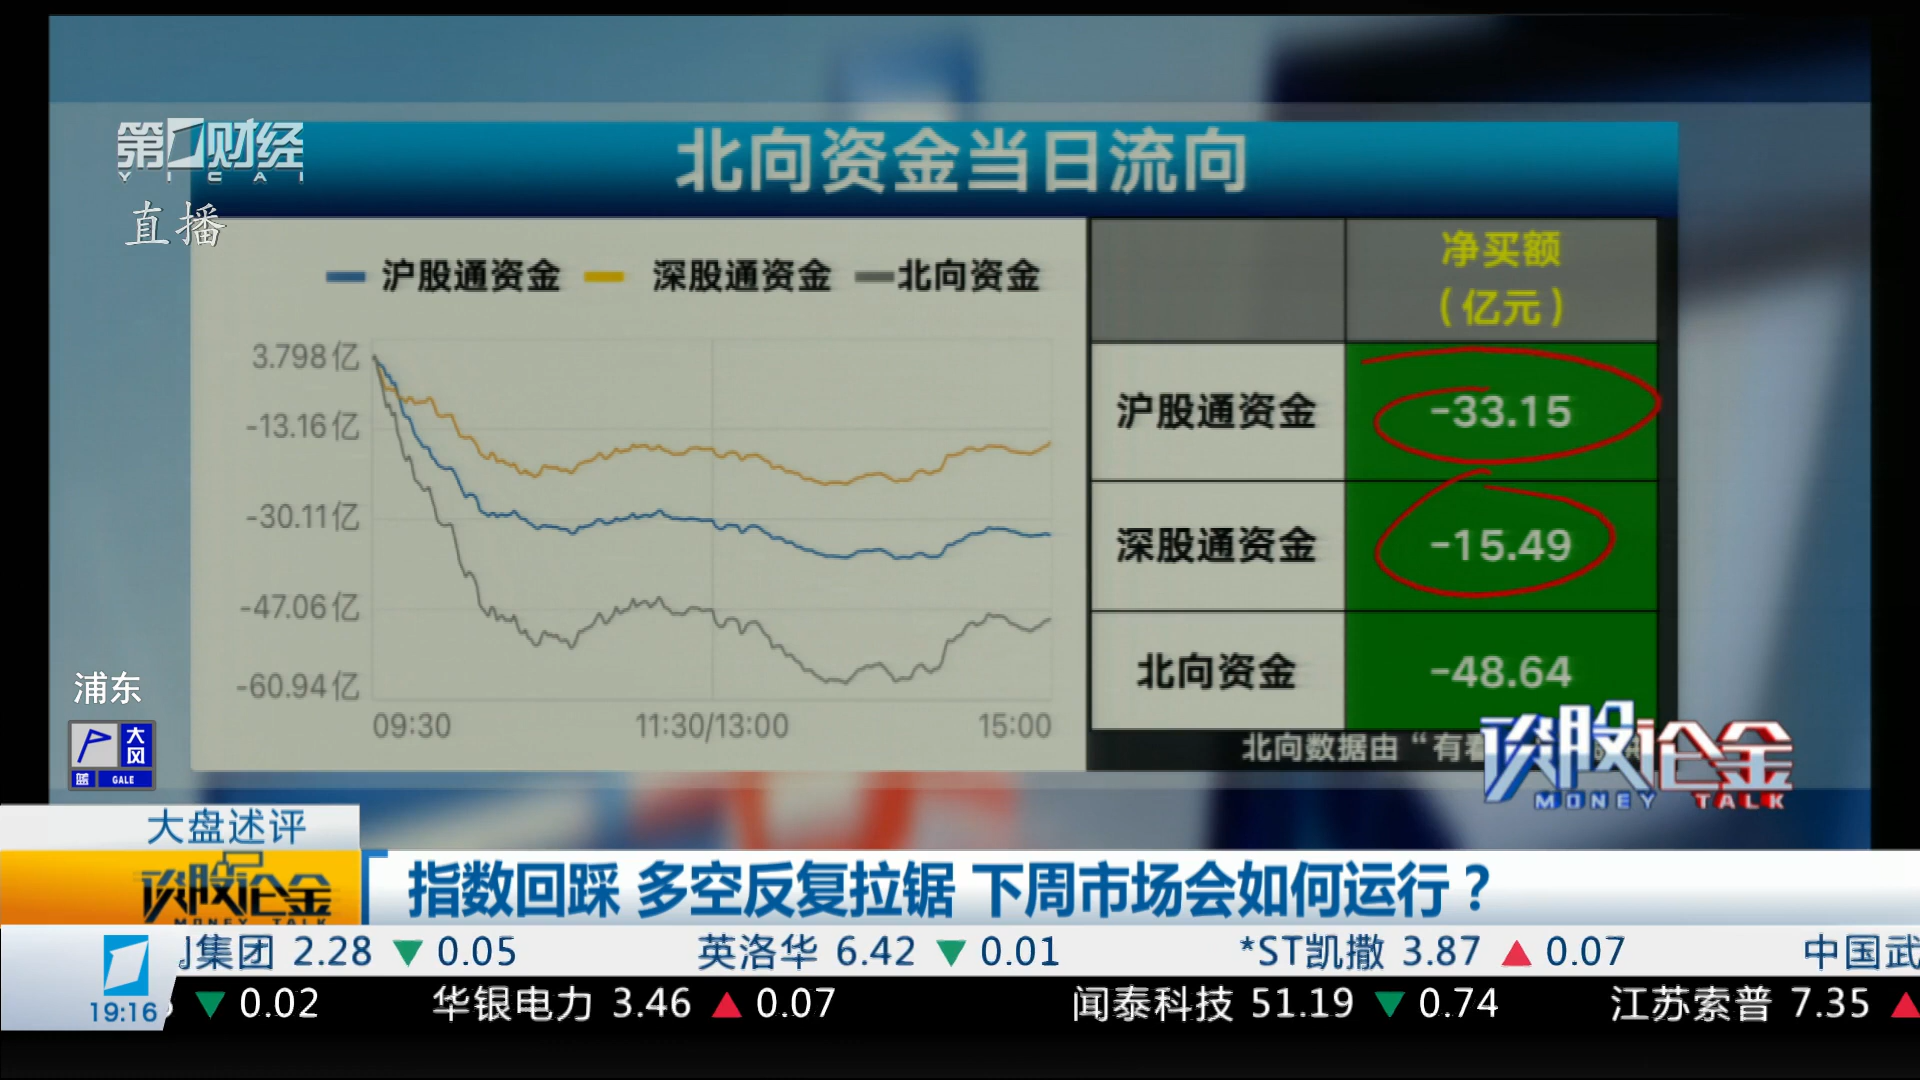 第1财经
YICAI
直播
北向资金当日流向
沪股通资金 深股通资金 北向资金
3.798亿
-13.16亿
-30.11亿
-47.06亿
-60.94亿
09:30 11:30/13:00 15:00
净买额
（亿元）
沪股通资金 -33.15
深股通资金 -15.49
北向资金 -48.64
北向数据由“有看
谈股论金
MONEY TALK
浦东
大风
蓝 GALE
大盘述评
谈股论金
MONEY TALK
指数回踩 多空反复拉锯 下周市场会如何运行？
集团 2.28 ▼ 0.05 英洛华 6.42 ▼ 0.01 *ST凯撒 3.87 ▲ 0.07 中国武
19:16
▼ 0.02 华银电力 3.46 ▲ 0.07 闻泰科技 51.19 ▼ 0.74 江苏索普 7.35 ▲